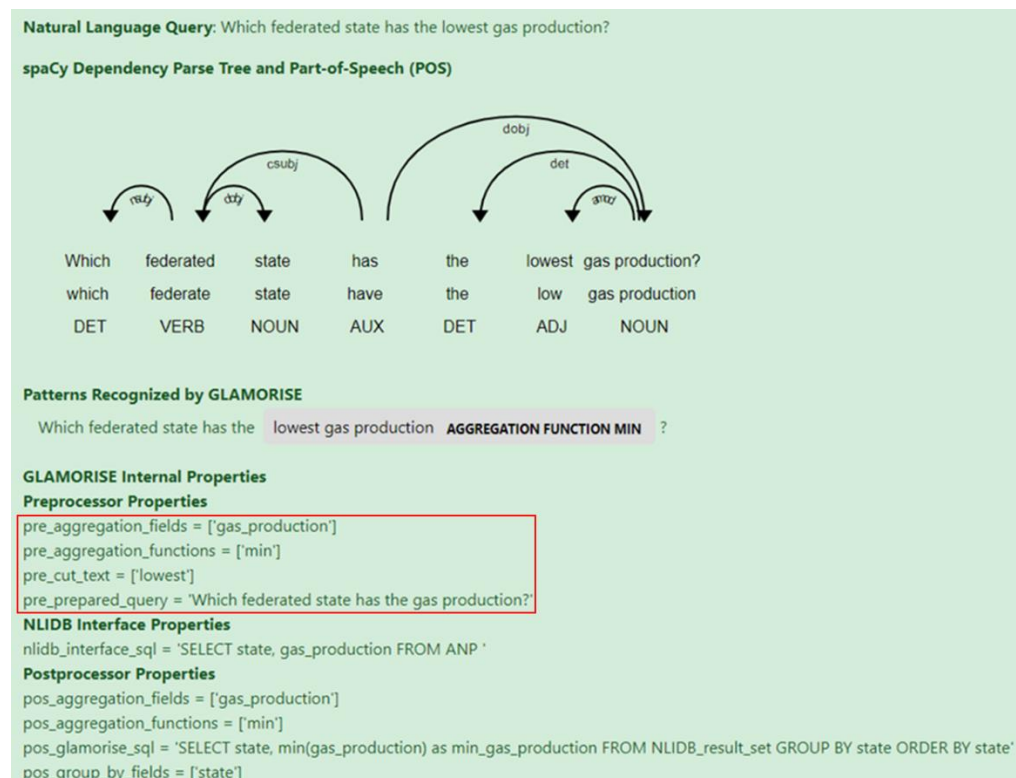 Natural Language Query: Which federated state has the lowest gas production?
spaCy Dependency Parse Tree and Part-of-Speech (POS)
dobj
csubj det
nsubj dobj amod
Which federated state has the lowest gas production?
which federate state have the low gas production
DET VERB NOUN AUX DET ADJ NOUN
Patterns Recognized by GLAMORISE
Which federated state has the lowest gas production AGGREGATION FUNCTION MIN ?
GLAMORISE Internal Properties
Preprocessor Properties
pre_aggregation_fields = ['gas_production']
pre_aggregation_functions = ['min']
pre_cut_text = ['lowest']
pre_prepared_query = 'Which federated state has the gas production?'
NLIDB Interface Properties
nlidb_interface_sql = 'SELECT state, gas_production FROM ANP '
Postprocessor Properties
pos_aggregation_fields = ['gas_production']
pos_aggregation_functions = ['min']
pos_glamorise_sql = 'SELECT state, min(gas_production) as min_gas_production FROM NLIDB_result_set GROUP BY state ORDER BY state'
pos_group_by_fields = ['state']